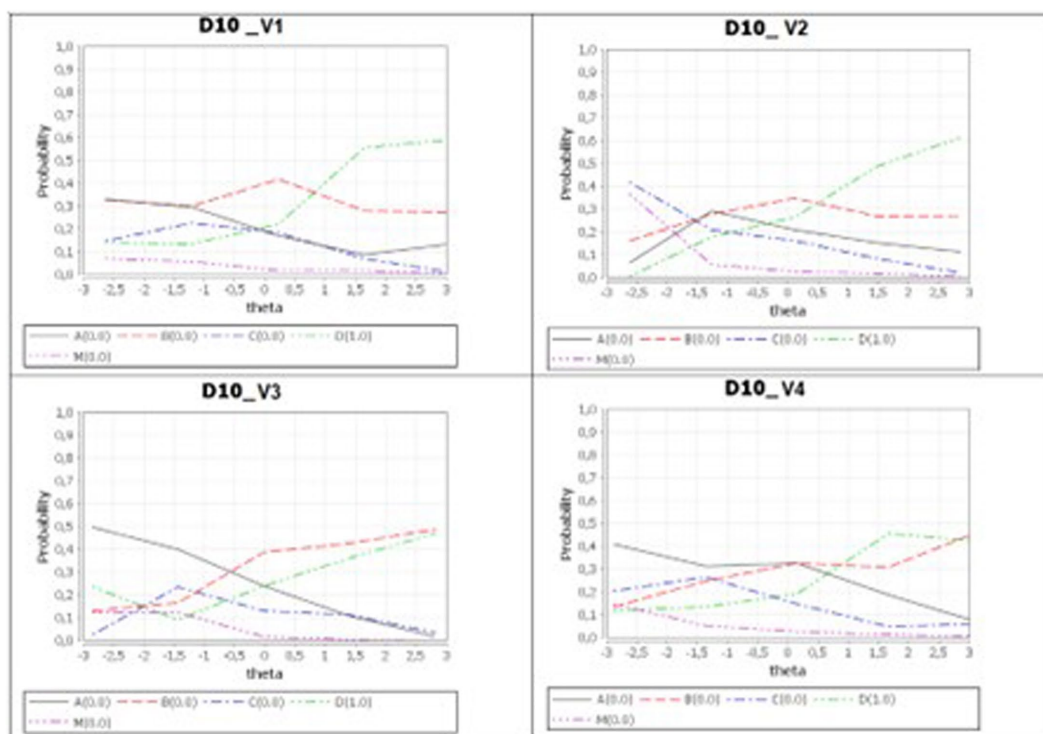 D10 _V1
1,0
0,9
0,8
0,7
0,6
0,5
0,4
0,3
0,2
0,1
0,0
Probability
-3 -2,5 -2 -1,5 -1 -0,5 0 0,5 1 1,5 2 2,5 3
theta
A(0.0) B(0.0) C(0.0) D(1.0)
M(0.0)
D10_ V2
1,0
0,9
0,8
0,7
0,6
0,5
0,4
0,3
0,2
0,1
0,0
Probability
-3 -2,5 -2 -1,5 -1 -0,5 0 0,5 1 1,5 2 2,5 3
theta
A(0.0) B(0.0) C(0.0) D(1.0)
M(0.0)
D10_V3
1,0
0,9
0,8
0,7
0,6
0,5
0,4
0,3
0,2
0,1
0,0
Probability
-3 -2,5 -2 -1,5 -1 -0,5 0 0,5 1 1,5 2 2,5 3
theta
A(0.0) B(0.0) C(0.0) D(1.0)
M(0.0)
D10_V4
1,0
0,9
0,8
0,7
0,6
0,5
0,4
0,3
0,2
0,1
0,0
Probability
-3 -2,5 -2 -1,5 -1 -0,5 0 0,5 1 1,5 2 2,5 3
theta
A(0.0) B(0.0) C(0.0) D(1.0)
M(0.0)